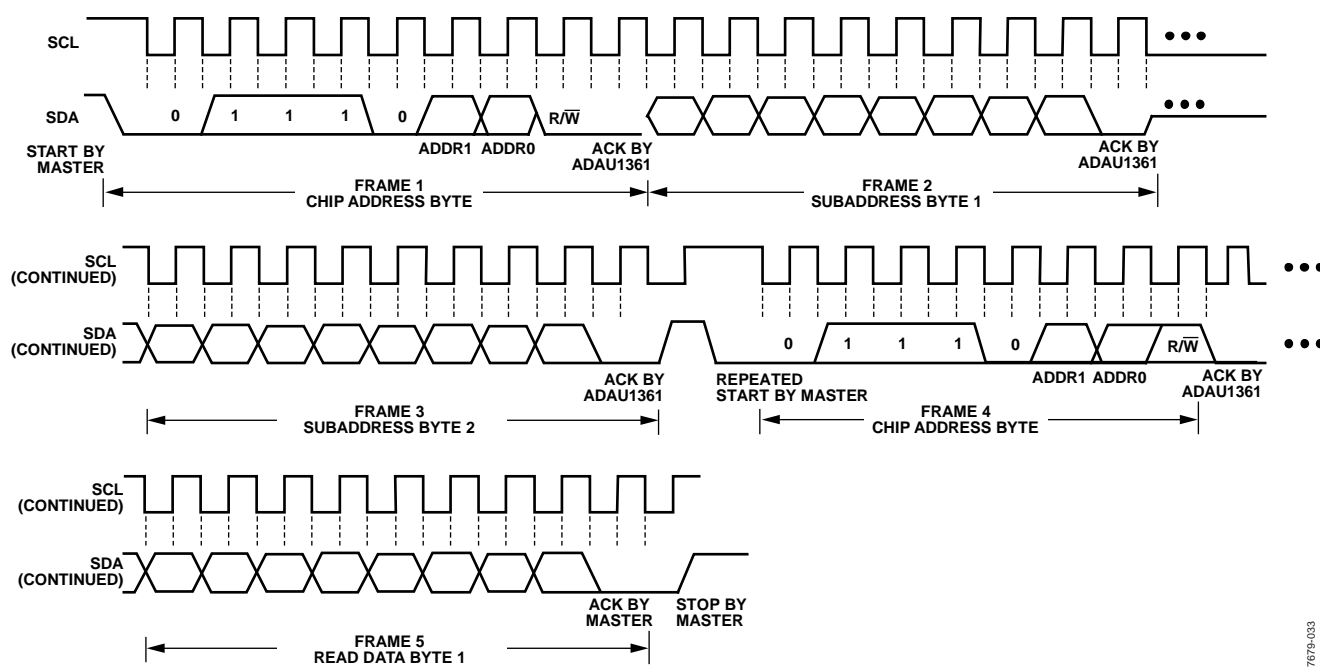 SCL
SDA
0 1 1 1 0 R/W̅
START BY
MASTER
ADDR1 ADDR0
ACK BY
ADAU1361
ACK BY
ADAU1361
FRAME 1
CHIP ADDRESS BYTE
FRAME 2
SUBADDRESS BYTE 1
SCL
(CONTINUED)
SDA
(CONTINUED)
0 1 1 1 0 R/W̅
ACK BY
ADAU1361
REPEATED
START BY MASTER
ADDR1 ADDR0
ACK BY
ADAU1361
FRAME 3
SUBADDRESS BYTE 2
FRAME 4
CHIP ADDRESS BYTE
SCL
(CONTINUED)
SDA
(CONTINUED)
ACK BY
MASTER
STOP BY
MASTER
FRAME 5
READ DATA BYTE 1
7679-033